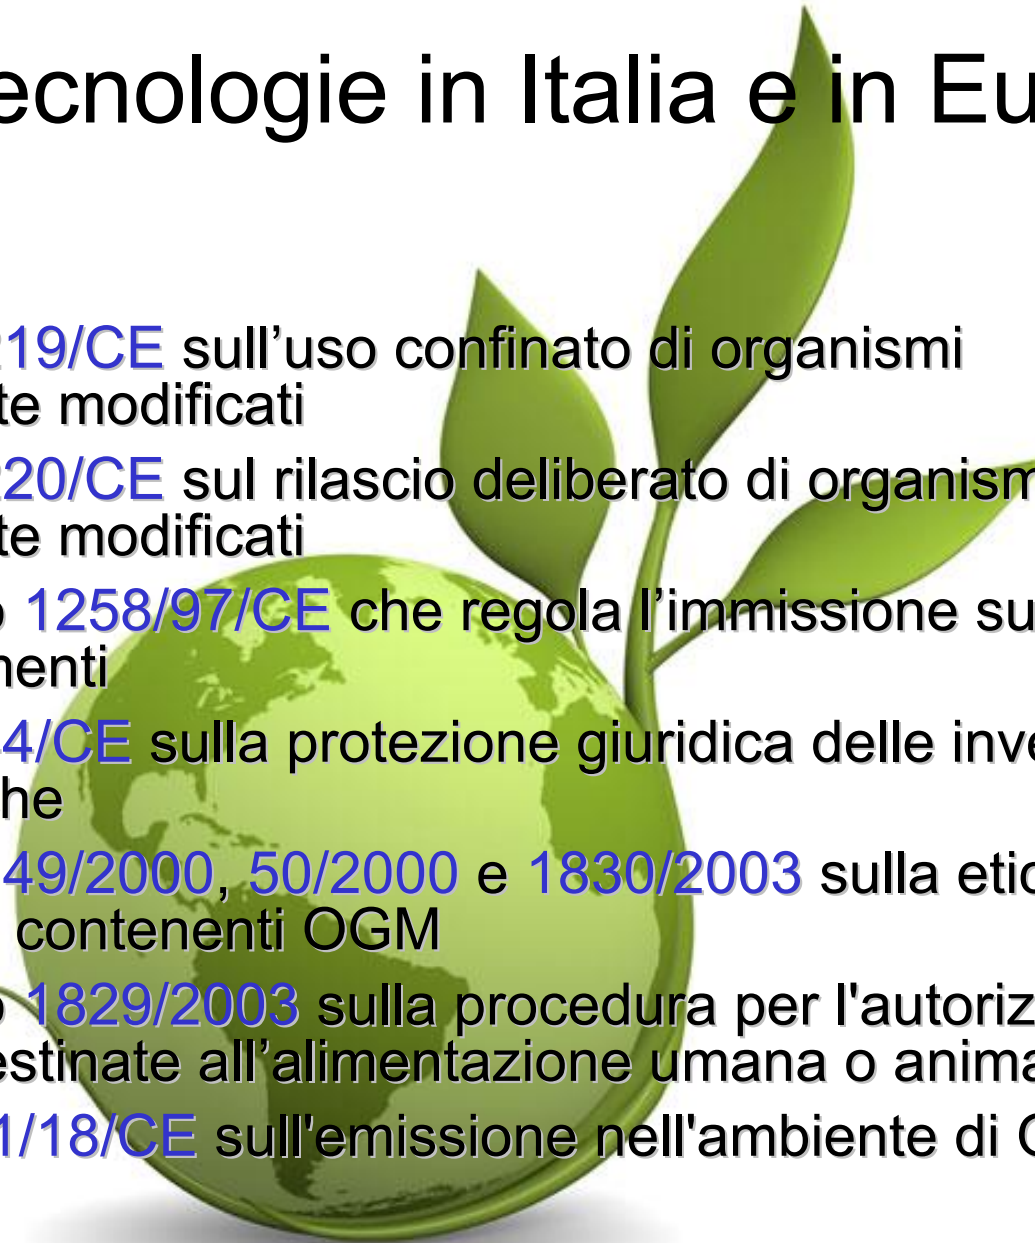 ecnologie in Italia e in Eu
19/CE sull’uso confinato di organismi
te modificati
20/CE sul rilascio deliberato di organism
te modificati
o 1258/97/CE che regola l’immissione su
menti
4/CE sulla protezione giuridica delle inve
he
49/2000, 50/2000 e 1830/2003 sulla etic
contenenti OGM
o 1829/2003 sulla procedura per l'autoriz
estinate all’alimentazione umana o anima
1/18/CE sull'emissione nell'ambiente di O